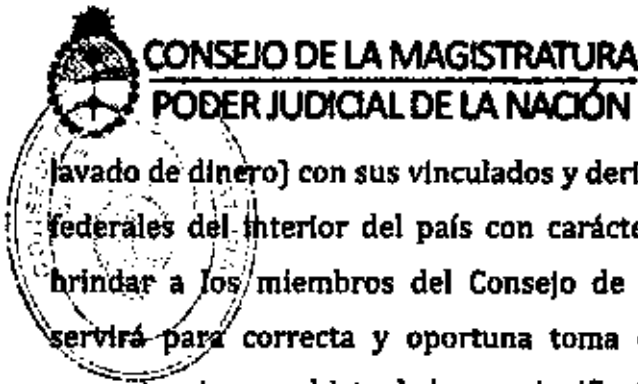 CONSEJO DE LA MAGISTRATURA
PODER JUDICIAL DE LA NACIÓN
lavado de dinero) con sus vinculados y deri
federales del interior del país con caráct
brindar a los miembros del Consejo de
servirá para correcta y oportuna toma